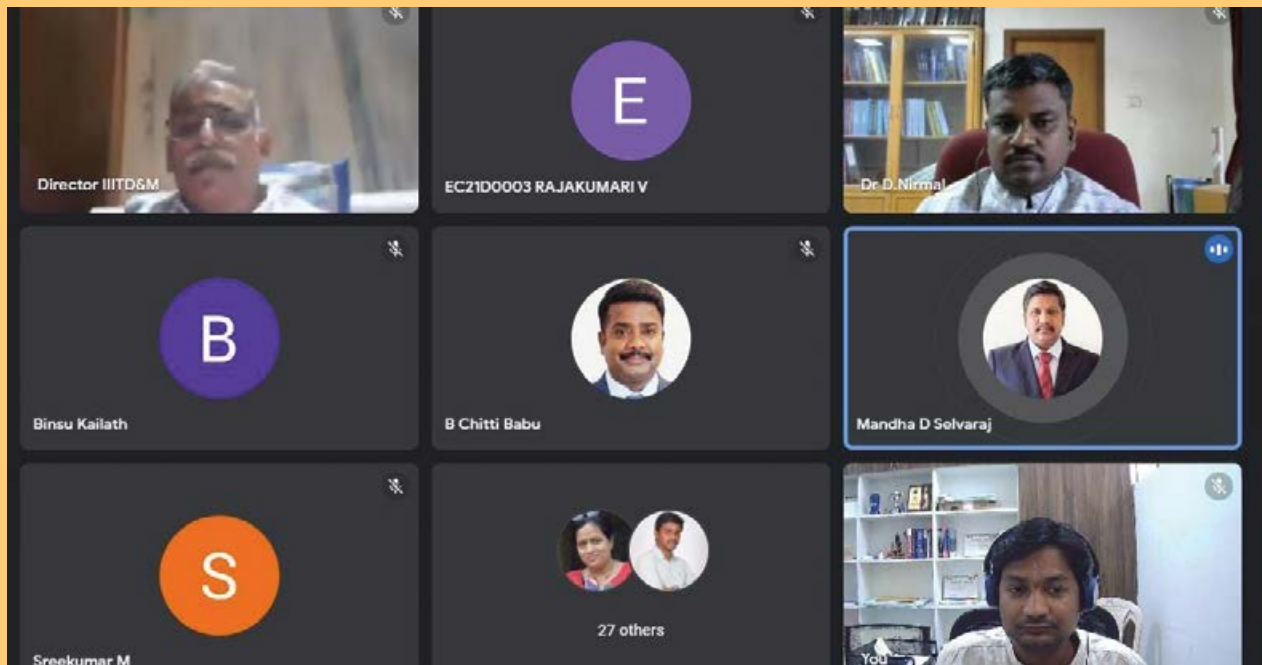 E
Director IIITD&M
EC21D0003 RAJAKUMARI V
Dr D.Nirmal
B
Binsu Kailath
B Chitti Babu
Mandha D Selvaraj
S
27 others
Sreekumar M
You